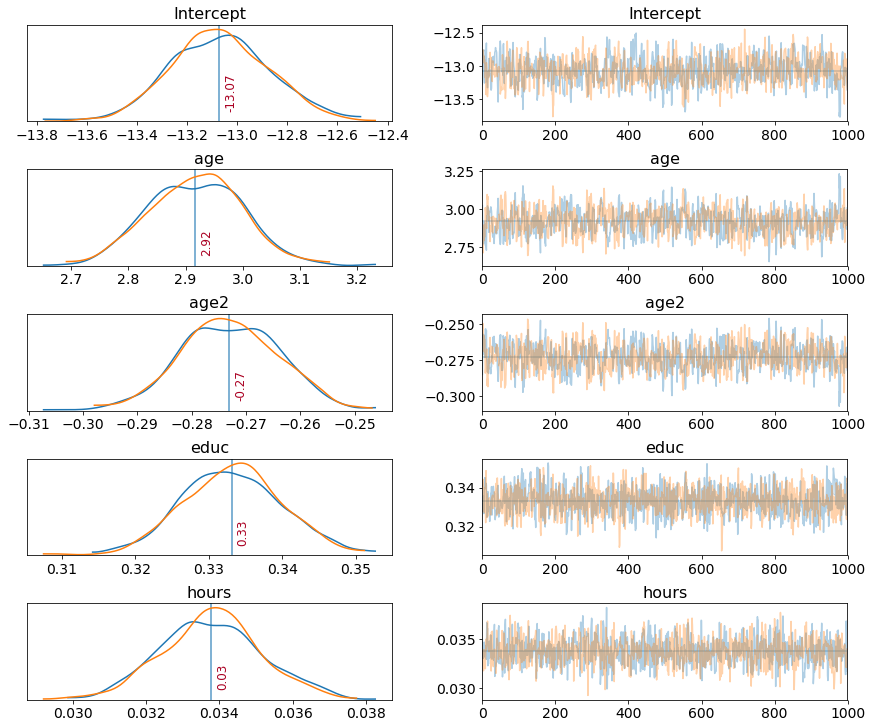 Intercept
−13.8 −13.6 −13.4 −13.2 −13.0 −12.8 −12.6 −12.4
-13.07
Intercept
−12.5
−13.0
−13.5
0 200 400 600 800 1000
age
2.7 2.8 2.9 3.0 3.1 3.2
2.92
age
3.25
3.00
2.75
0 200 400 600 800 1000
age2
−0.31 −0.30 −0.29 −0.28 −0.27 −0.26 −0.25
-0.27
age2
−0.250
−0.275
−0.300
0 200 400 600 800 1000
educ
0.31 0.32 0.33 0.34 0.35
0.33
educ
0.34
0.32
0 200 400 600 800 1000
hours
0.030 0.032 0.034 0.036 0.038
0.03
hours
0.035
0.030
0 200 400 600 800 1000